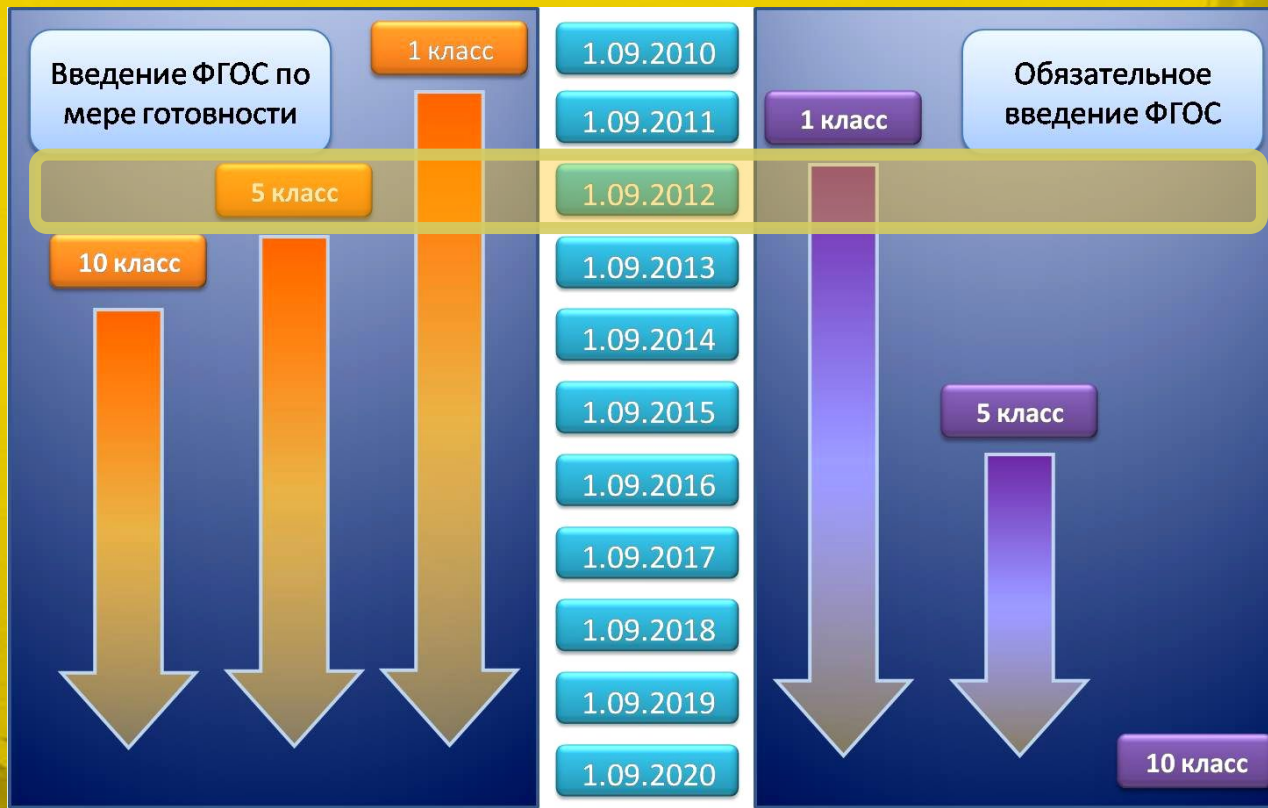 Введение ФГОС по
мере готовности
1 класс
5 класс
10 класс
1.09.2010
1.09.2011
1.09.2012
1.09.2013
1.09.2014
1.09.2015
1.09.2016
1.09.2017
1.09.2018
1.09.2019
1.09.2020
Обязательное
введение ФГОС
1 класс
5 класс
10 класс